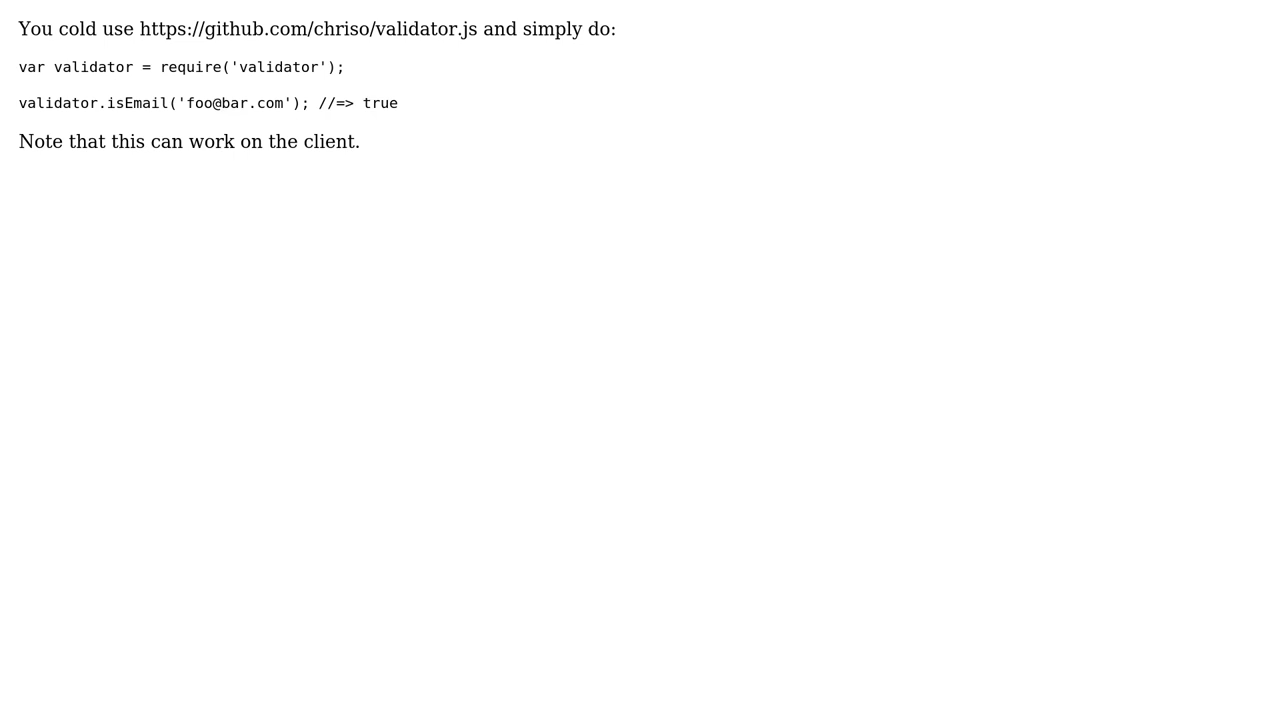 You cold use https://github.com/chriso/validator.js and simply do:
var validator = require('validator');
validator.isEmail('foo@bar.com'); //=> true
Note that this can work on the client.